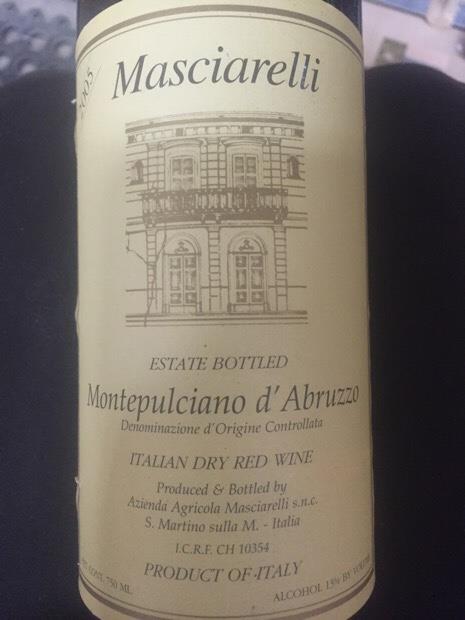 2005
Masciarelli
ESTATE BOTTLED
Montepulciano d'Abruzzo
Denominazione d'Origine Controllata
ITALIAN DRY RED WINE
Produced & Bottled by
Azienda Agricola Masciarelli s.n.c.
S. Martino sulla M. - Italia
I.C.R.F. CH 10354
PRODUCT OF ITALY
CONT. 750 ML
ALCOHOL 13% BY VOLUME